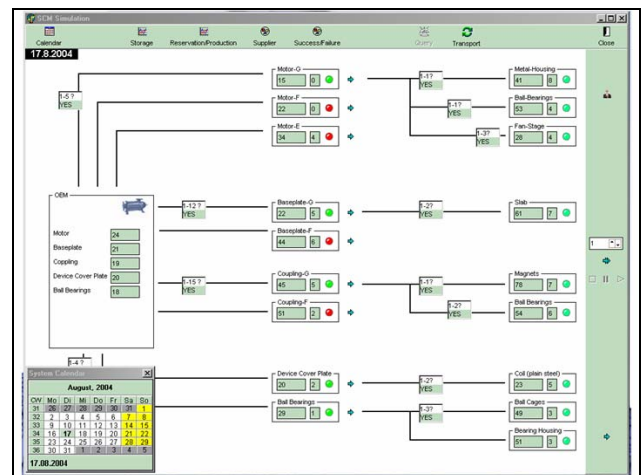 SCM Simulation
Calendar Storage Reservation/Production Supplier Success/Failure Query Transport Close
17.8.2004
Motor-G
15 0
1-1?
YES
Metal-Housing
41 8
1-5 ?
YES
Motor-F
22 0
1-1?
YES
Ball-Bearings
53 4
Motor-E
34 4
1-3?
YES
Fan-Stage
28 4
OEM
Motor 24
Baseplate 21
Coppling 19
Device Cover Plate 20
Ball Bearings 18
1-12 ?
YES
Baseplate-G
22 5
1-2?
YES
Slab
61 7
Baseplate-F
44 6
1
1-15 ?
YES
Coupling-G
45 5
1-1?
YES
Magnets
78 7
Coupling-F
51 2
1-2?
YES
Ball Bearings
54 6
1-4 ?
Device Cover Plate
20 2
1-2?
YES
Coil (plain steel)
23 5
Ball Bearings
29 1
1-3?
YES
Ball Cages
49 3
Bearing Housing
51 3
System Calendar
August, 2004
CW Mo Di Mi Do Fr Sa So
31 26 27 28 29 30 31 1
32 2 3 4 5 6 7 8
33 9 10 11 12 13 14 15
34 16 17 18 19 20 21 22
35 23 24 25 26 27 28 29
36 30 31 1 2 3 4 5
17.08.2004